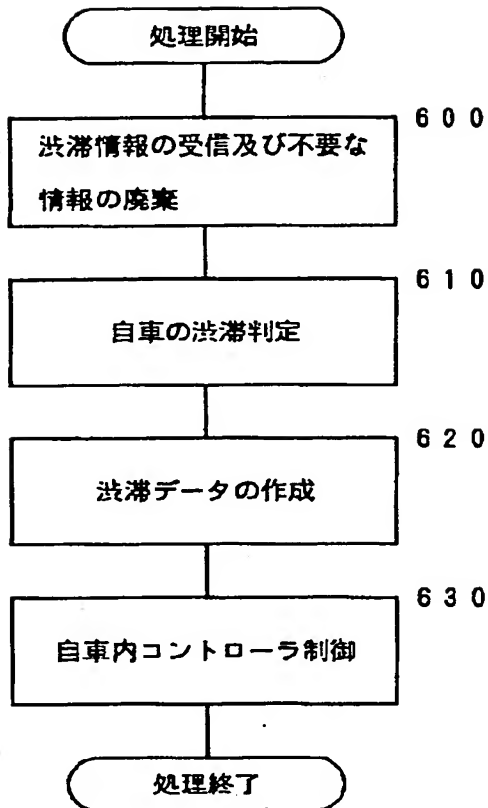 処理開始
600
渋滞情報の受信及び不要な
情報の廃棄
610
自車の渋滞判定
620
渋滞データの作成
630
自車内コントローラ制御
処理終了